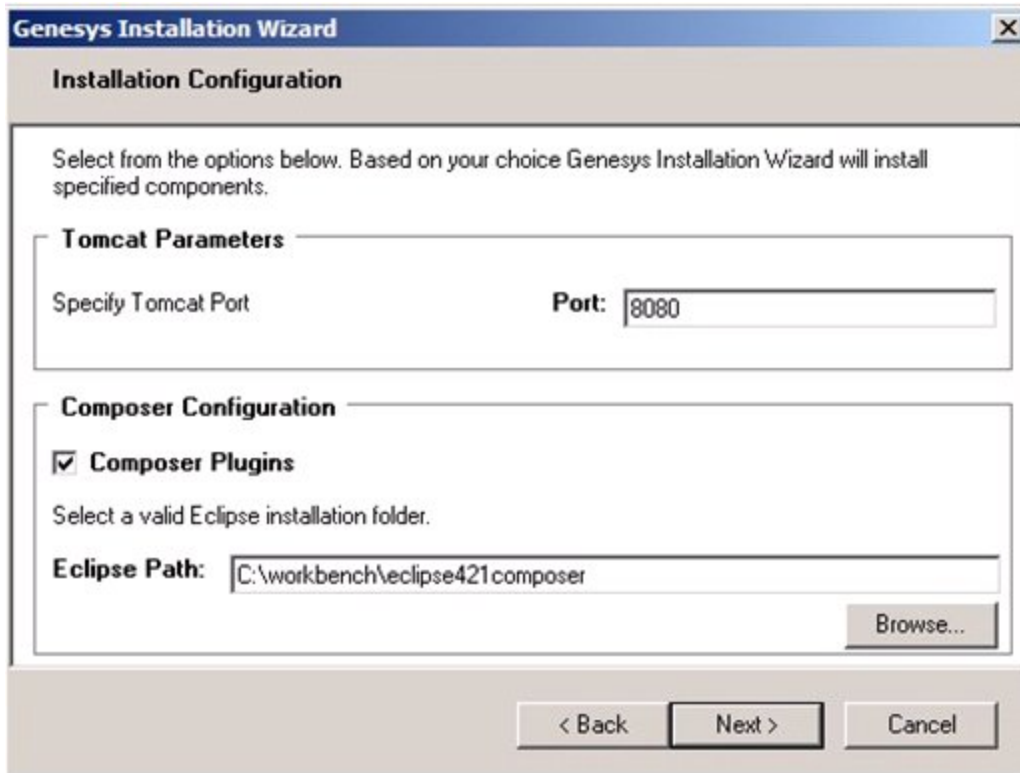 Genesys Installation Wizard
Installation Configuration
Select from the options below. Based on your choice Genesys Installation Wizard will install
specified components.
Tomcat Parameters
Specify Tomcat Port
Port: 8080
Composer Configuration
Composer Plugins
Select a valid Eclipse installation folder.
Eclipse Path: C:\workbench\eclipse421composer
Browse...
< Back
Next >
Cancel